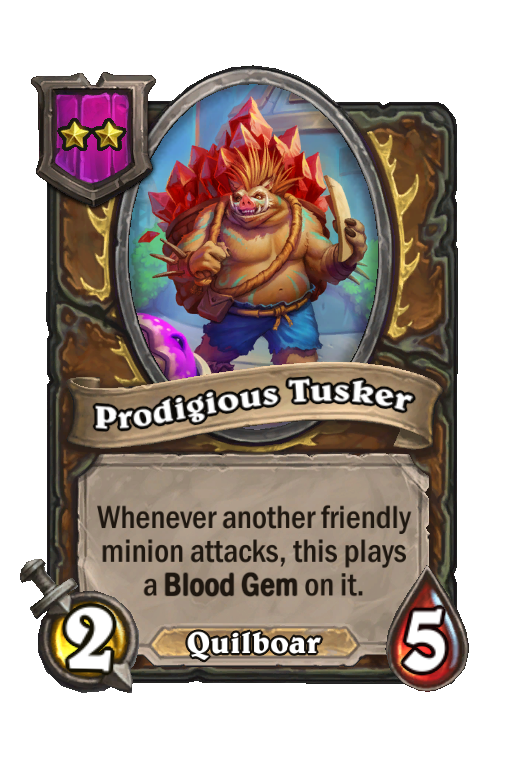 Prodigious Tusker
Whenever another friendly
minion attacks, this plays
a Blood Gem on it.
2
Quilboar
5